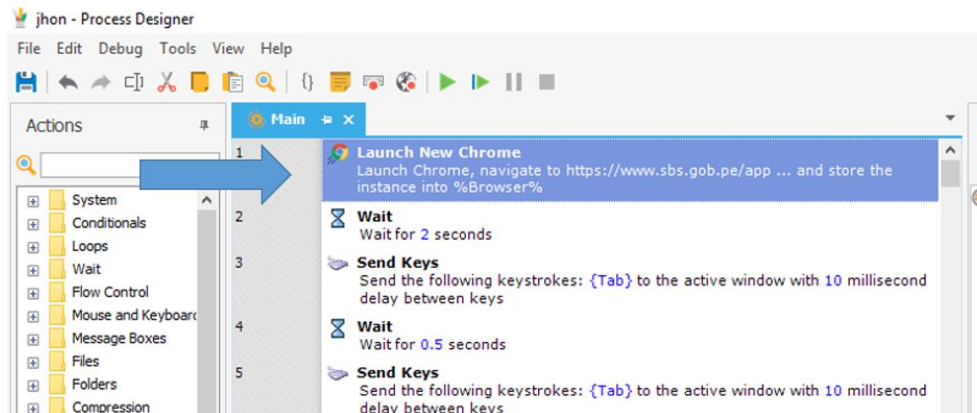 jhon - Process Designer
File Edit Debug Tools View Help
Actions
System
Conditionals
Loops
Wait
Flow Control
Mouse and Keyboard
Message Boxes
Files
Folders
Compression
Main
1
Launch New Chrome
Launch Chrome, navigate to https://www.sbs.gob.pe/app ... and store the
instance into %Browser%
2
Wait
Wait for 2 seconds
3
Send Keys
Send the following keystrokes: {Tab} to the active window with 10 millisecond
delay between keys
4
Wait
Wait for 0.5 seconds
5
Send Keys
Send the following keystrokes: {Tab} to the active window with 10 millisecond
delay between keys